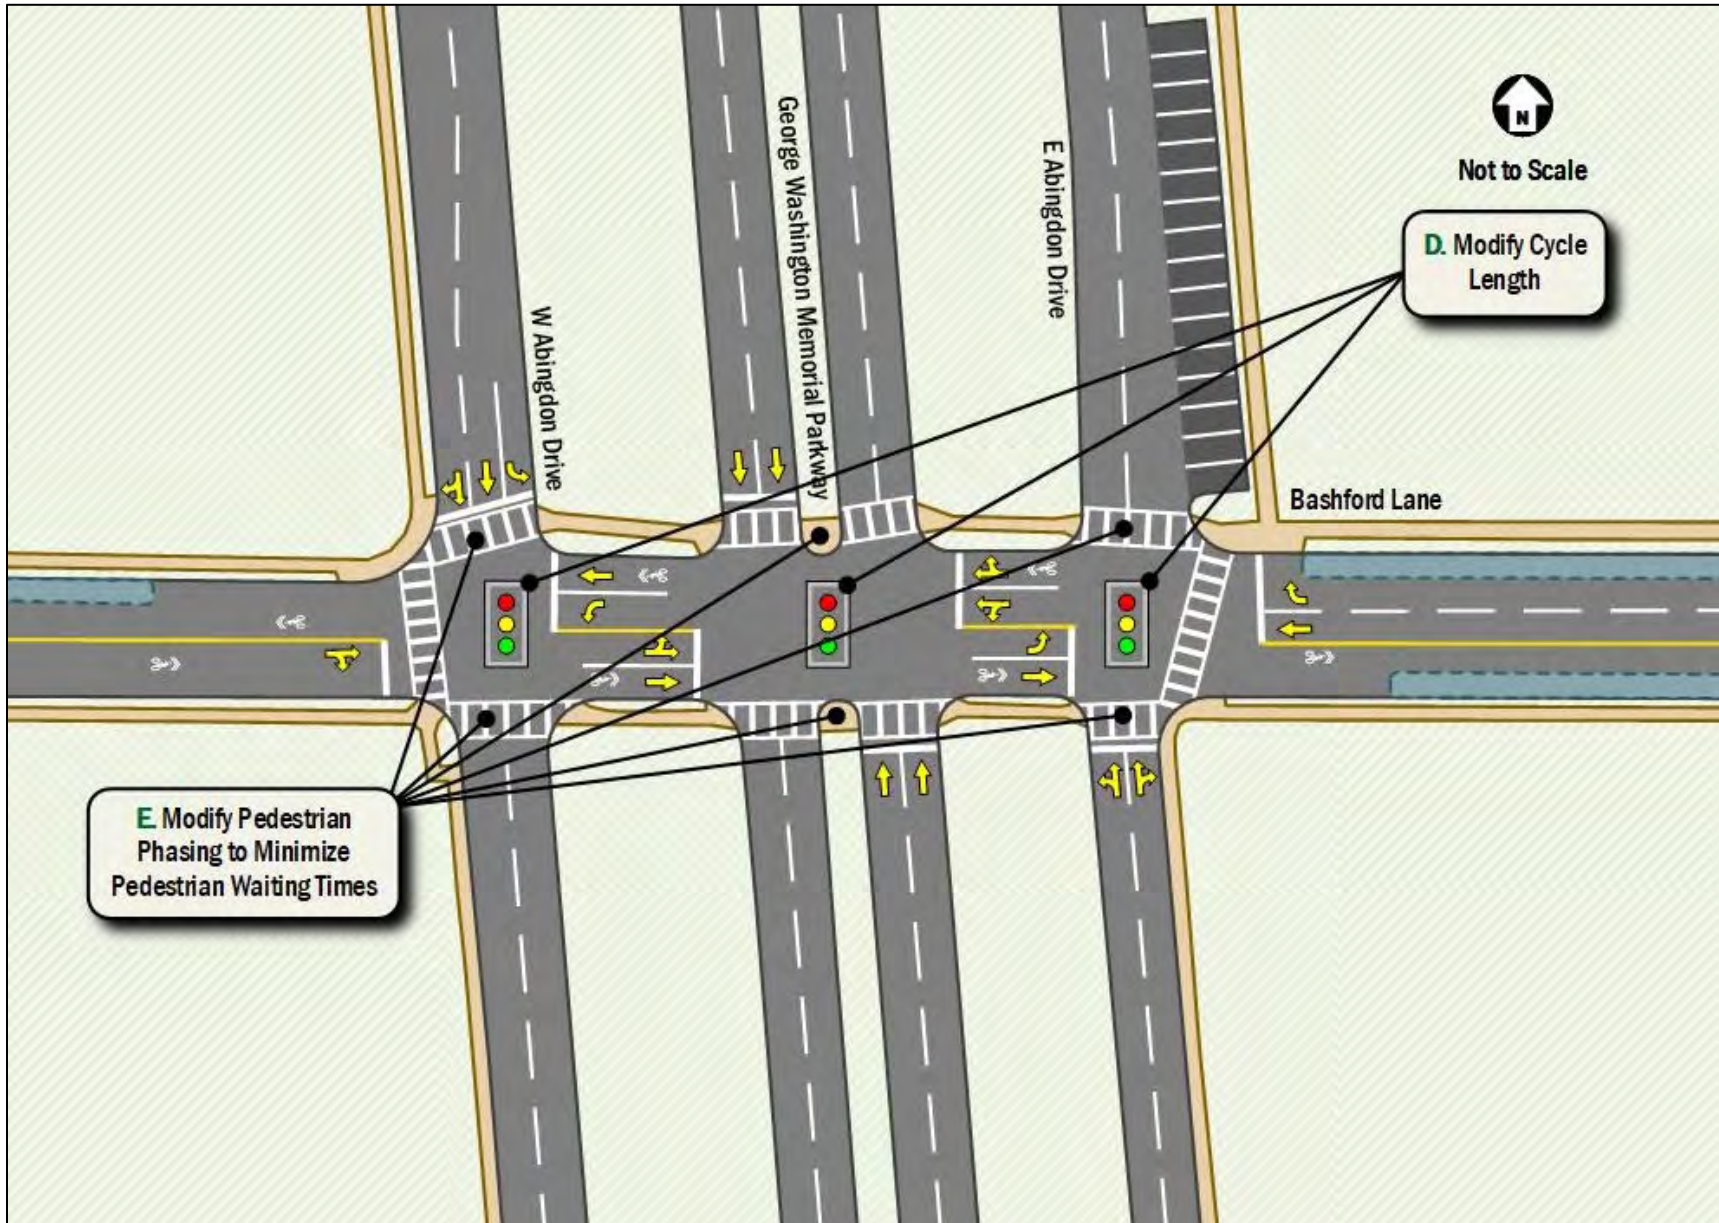 N
Not to Scale
D. Modify Cycle
Length
George Washington Memorial Parkway
E Abingdon Drive
W Abingdon Drive
Bashford Lane
E. Modify Pedestrian
Phasing to Minimize
Pedestrian Waiting Times